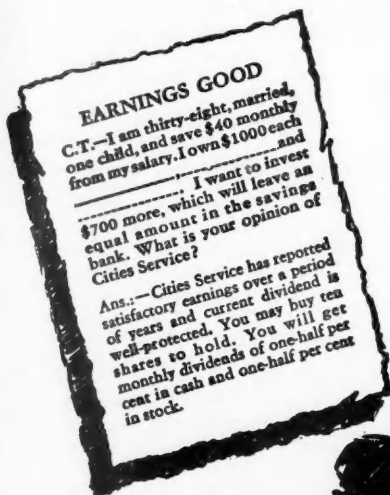 EARNINGS GOOD
C.T.—I am thirty-eight, married,
one child, and save $40 monthly
from my salary. I own $1000 each
——————, ——————and
- - - - - - - - - -. I want to invest
$700 more, which will leave an
equal amount in the savings
bank. What is your opinion of
Cities Service?
Ans.:—Cities Service has reported
satisfactory earnings over a period
of years and current dividend is
well-protected. You may buy ten
shares to hold. You will get
monthly dividends of one-half per
cent in cash and one-half per cent
in stock.